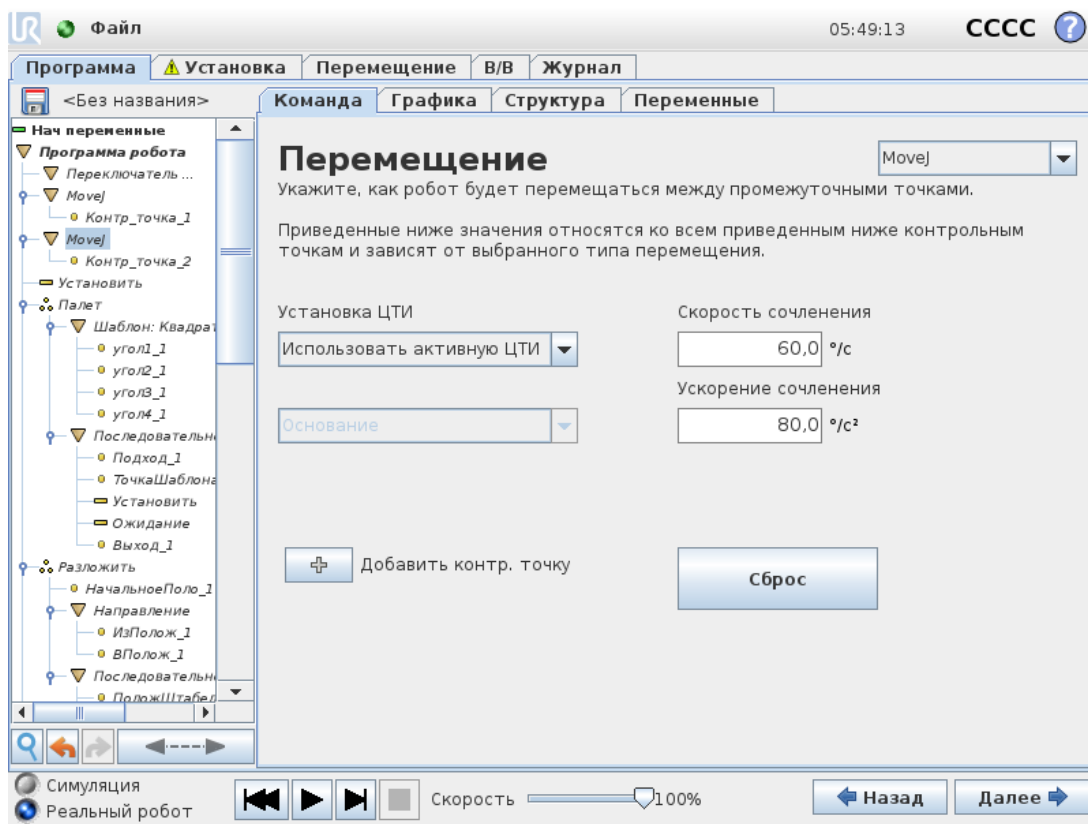 UR Файл 05:49:13 CCCC ?
Программа Установка Перемещение В/В Журнал
<Без названия> Команда Графика Структура Переменные
Нач переменные
Программа робота
Переключатель ...
MoveJ
Контр_точка_1
MoveJ
Контр_точка_2
Установить
Палет
Шаблон: Квадрат
угол1_1
угол2_1
угол3_1
угол4_1
Последовательн
Подход_1
ТочкаШаблона
Установить
Ожидание
Выход_1
Разложить
НачальноеПоло_1
Направление
ИзПолож_1
ВПолож_1
Последовательн
ПоложШтабел
Перемещение MoveJ
Укажите, как робот будет перемещаться между промежуточными точками.
Приведенные ниже значения относятся ко всем приведенным ниже контрольным
точкам и зависят от выбранного типа перемещения.
Установка ЦТИ Скорость сочленения
Использовать активную ЦТИ 60,0 °/с
Ускорение сочленения
Основание 80,0 °/с²
Добавить контр. точку Сброс
Симуляция
Реальный робот
Скорость 100% Назад Далее